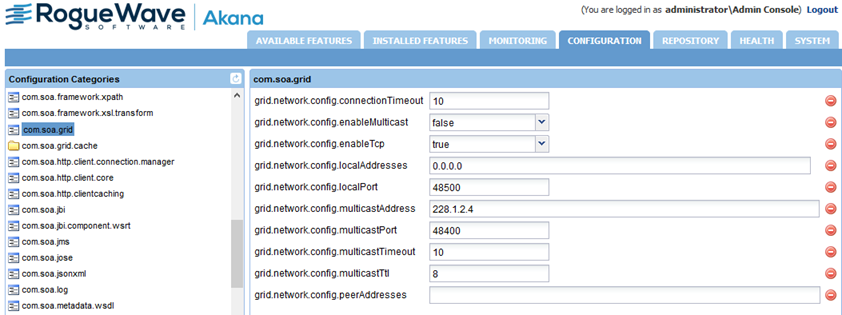 RogueWave
SOFTWARE
Akana
(You are logged in as administrator\Admin Console) Logout
AVAILABLE FEATURES INSTALLED FEATURES MONITORING CONFIGURATION REPOSITORY HEALTH SYSTEM
Configuration Categories
com.soa.framework.xpath
com.soa.framework.xsl.transform
com.soa.grid
com.soa.grid.cache
com.soa.http.client.connection.manager
com.soa.http.client.core
com.soa.http.clientcaching
com.soa.jbi
com.soa.jbi.component.wsrt
com.soa.jms
com.soa.jose
com.soa.jsonxml
com.soa.log
com.soa.metadata.wsdl
com.soa.grid
grid.network.config.connectionTimeout 10
grid.network.config.enableMulticast false
grid.network.config.enableTcp true
grid.network.config.localAddresses 0.0.0.0
grid.network.config.localPort 48500
grid.network.config.multicastAddress 228.1.2.4
grid.network.config.multicastPort 48400
grid.network.config.multicastTimeout 10
grid.network.config.multicastTtl 8
grid.network.config.peerAddresses